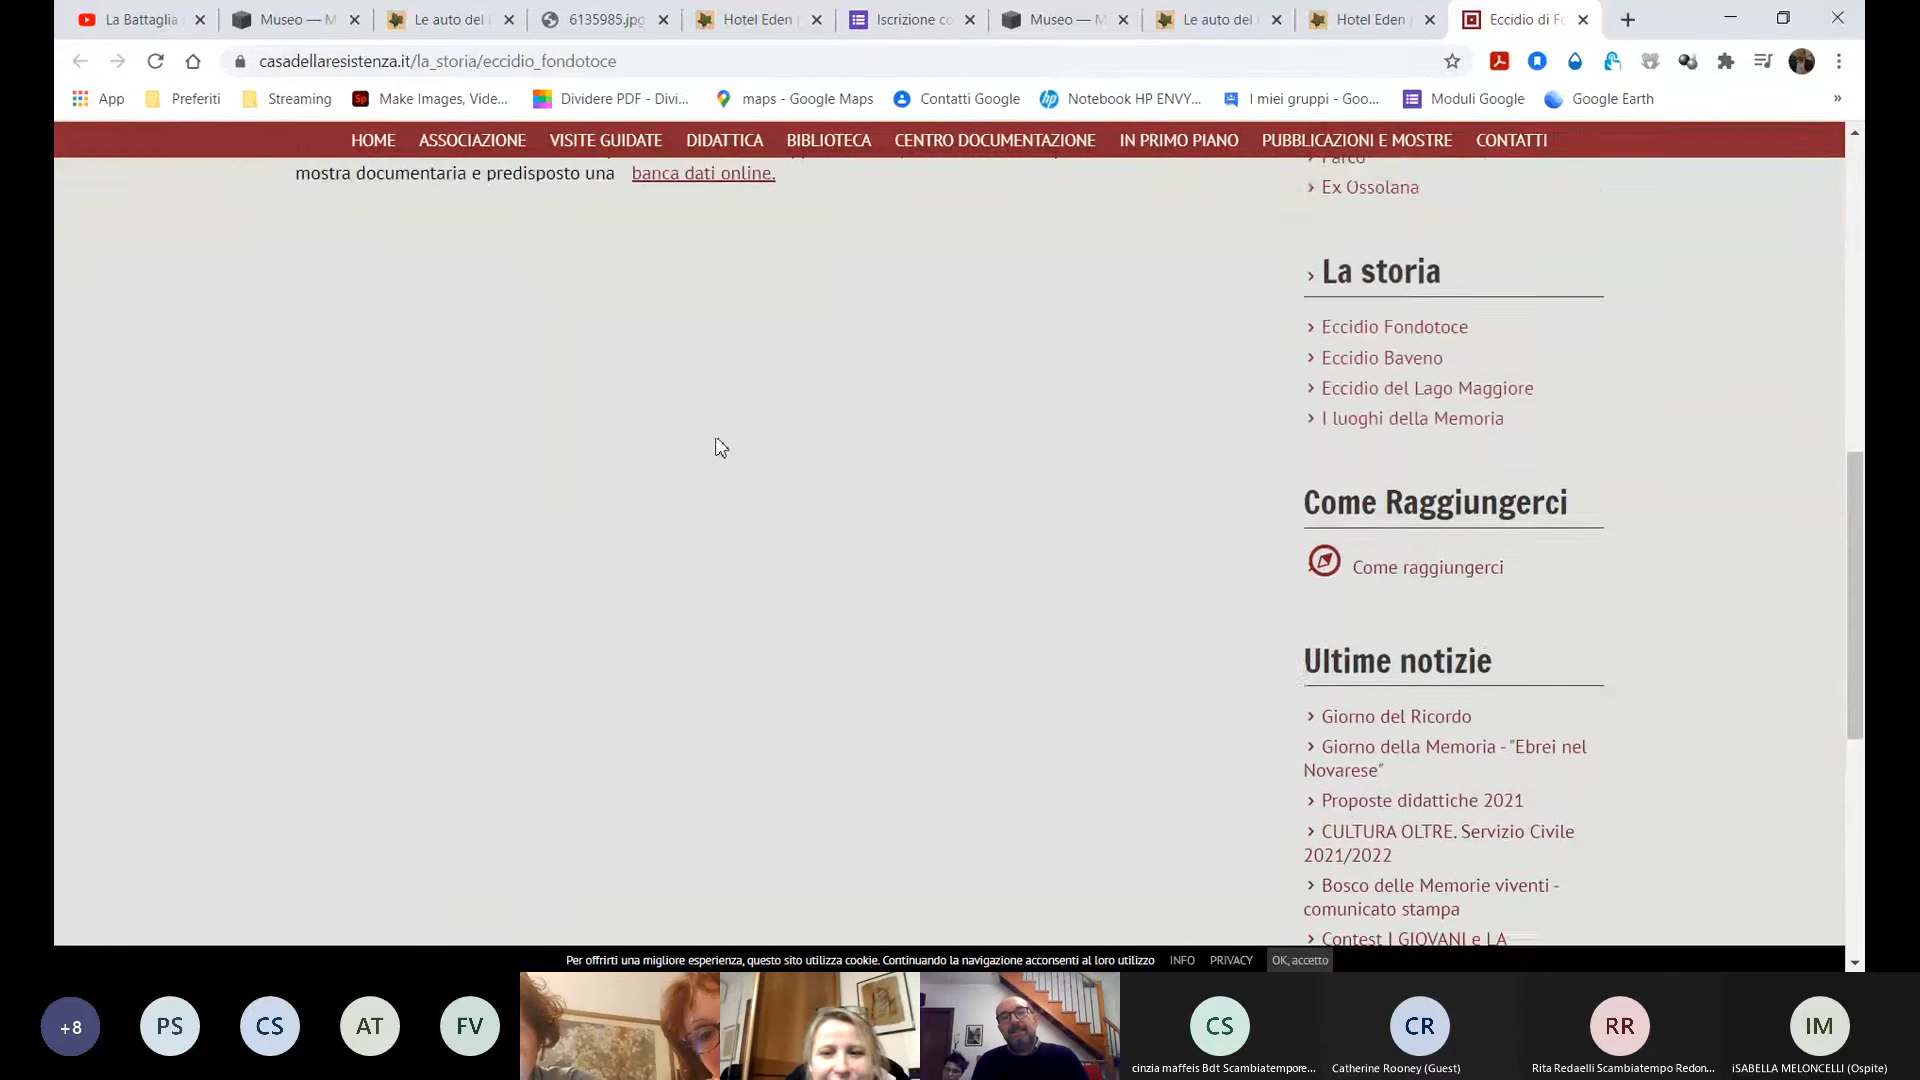 La Battaglia
Museo — M
Le auto del
6135985.jpg
Hotel Eden
Iscrizione co
Museo — M
Le auto del
Hotel Eden
Eccidio di Fo
casadellaresistenza.it/la_storia/eccidio_fondotoce
App
Preferiti
Streaming
Make Images, Vide...
Dividere PDF - Divi...
maps - Google Maps
Contatti Google
Notebook HP ENVY...
I miei gruppi - Goo...
Moduli Google
Google Earth
»
HOME ASSOCIAZIONE VISITE GUIDATE DIDATTICA BIBLIOTECA CENTRO DOCUMENTAZIONE IN PRIMO PIANO PUBBLICAZIONI E MOSTRE CONTATTI
mostra documentaria e predisposto una banca dati online.
› Parco
› Ex Ossolana
› La storia
› Eccidio Fondotoce
› Eccidio Baveno
› Eccidio del Lago Maggiore
› I luoghi della Memoria
Come Raggiungerci
Come raggiungerci
Ultime notizie
› Giorno del Ricordo
› Giorno della Memoria - "Ebrei nel
Novarese"
› Proposte didattiche 2021
› CULTURA OLTRE. Servizio Civile
2021/2022
› Bosco delle Memorie viventi -
comunicato stampa
› Contest I GIOVANI e LA
Per offrirti una migliore esperienza, questo sito utilizza cookie. Continuando la navigazione acconsenti al loro utilizzo INFO PRIVACY OK, accetto
+8
PS
CS
AT
FV
CS
CR
RR
IM
cinzia maffeis Bdt Scambiatempore...
Catherine Rooney (Guest)
Rita Redaelli Scambiatempo Redon...
iSABELLA MELONCELLI (Ospite)